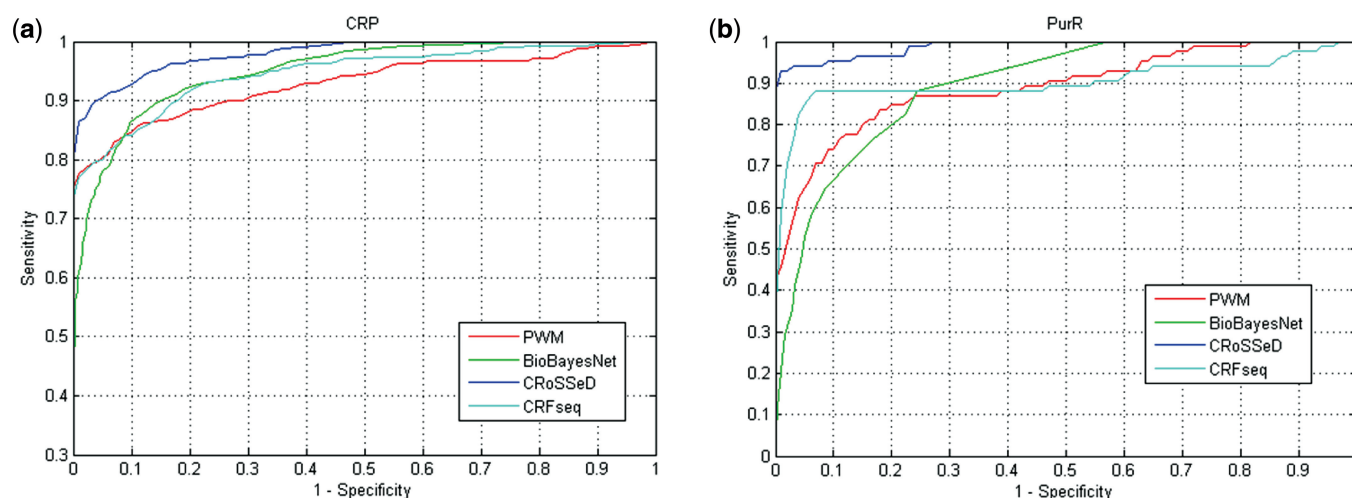 (a)
CRP
Sensitivity
1
0.9
0.8
0.7
0.6
0.5
0.4
0.3
0 0.1 0.2 0.3 0.4 0.5 0.6 0.7 0.8 0.9 1
1 - Specificity
PWM
BioBayesNet
CRoSSeD
CRFseq
(b)
PurR
Sensitivity
1
0.9
0.8
0.7
0.6
0.5
0.4
0.3
0.2
0.1
0
0 0.1 0.2 0.3 0.4 0.5 0.6 0.7 0.8 0.9
1 - Specificity
PWM
BioBayesNet
CRoSSeD
CRFseq